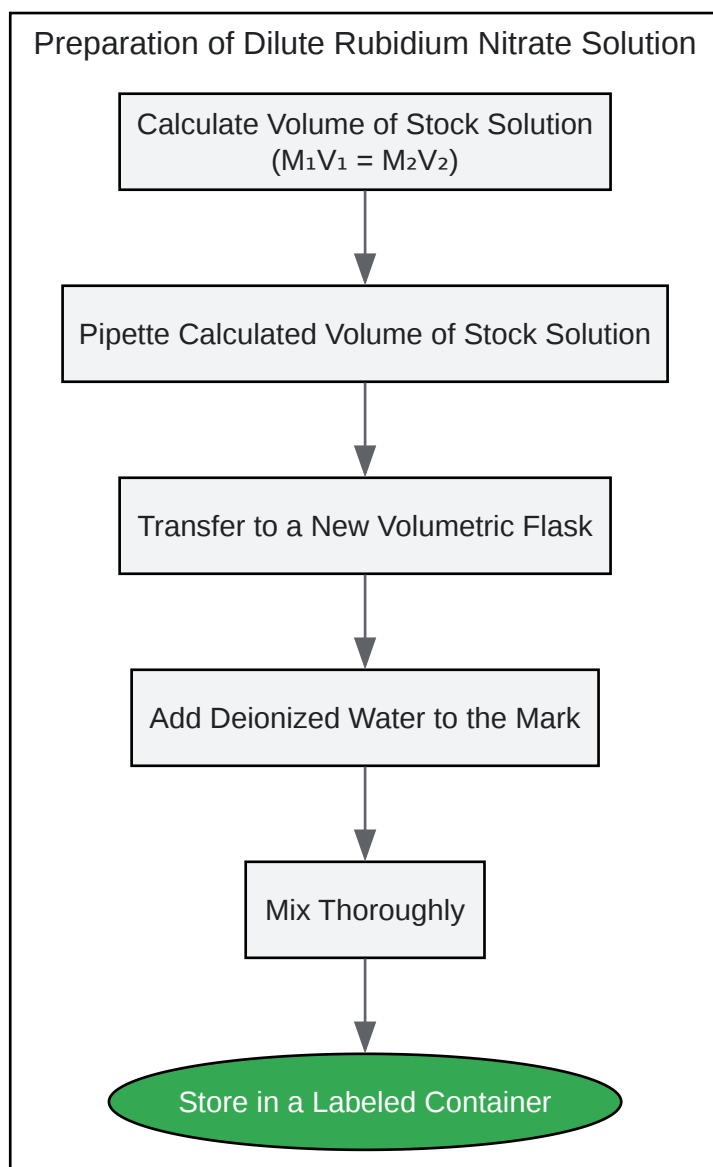 Preparation of Dilute Rubidium Nitrate Solution
Calculate Volume of Stock Solution
(M₁V₁ = M₂V₂)
Pipette Calculated Volume of Stock Solution
Transfer to a New Volumetric Flask
Add Deionized Water to the Mark
Mix Thoroughly
Store in a Labeled Container